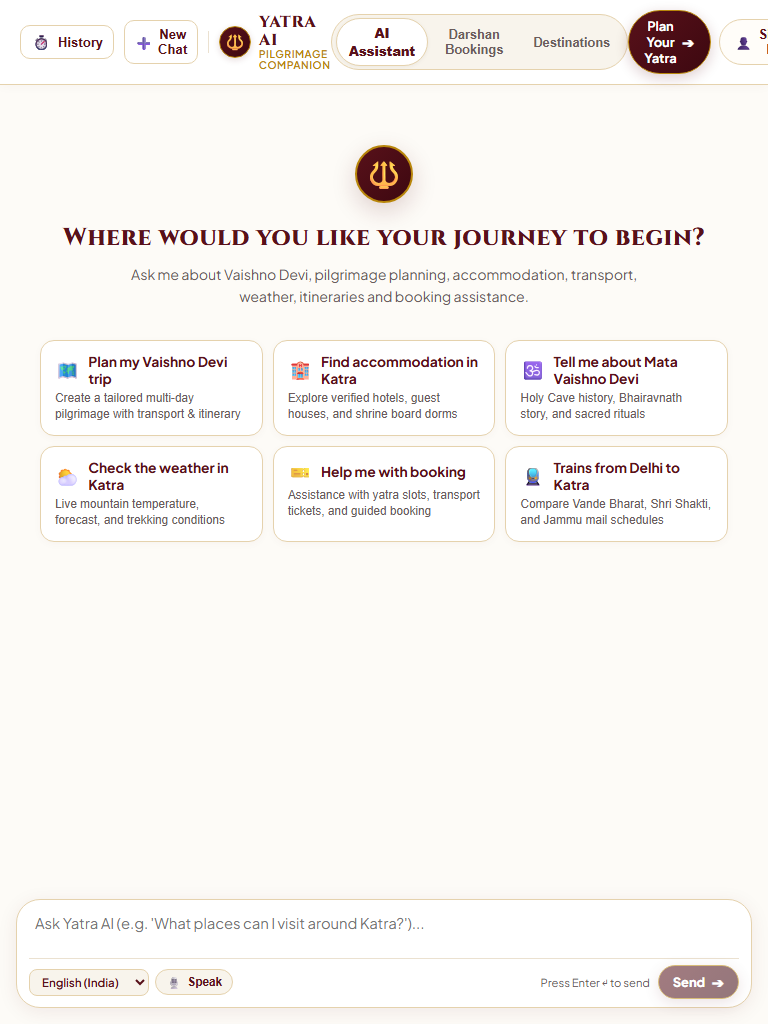 History
New
Chat
YATRA
AI
PILGRIMAGE
COMPANION
AI
Assistant
Darshan
Bookings
Destinations
Plan
Your
Yatra
Where would you like your journey to begin?
Ask me about Vaishno Devi, pilgrimage planning, accommodation, transport,
weather, itineraries and booking assistance.
Plan my Vaishno Devi
trip
Create a tailored multi-day
pilgrimage with transport & itinerary
Find accommodation in
Katra
Explore verified hotels, guest
houses, and shrine board dorms
Tell me about Mata
Vaishno Devi
Holy Cave history, Bhairavnath
story, and sacred rituals
Check the weather in
Katra
Live mountain temperature,
forecast, and trekking conditions
Help me with booking
Assistance with yatra slots, transport
tickets, and guided booking
Trains from Delhi to
Katra
Compare Vande Bharat, Shri Shakti,
and Jammu mail schedules
Ask Yatra AI (e.g. 'What places can I visit around Katra?')...
English (India)
Speak
Press Enter ↵ to send
Send ➔